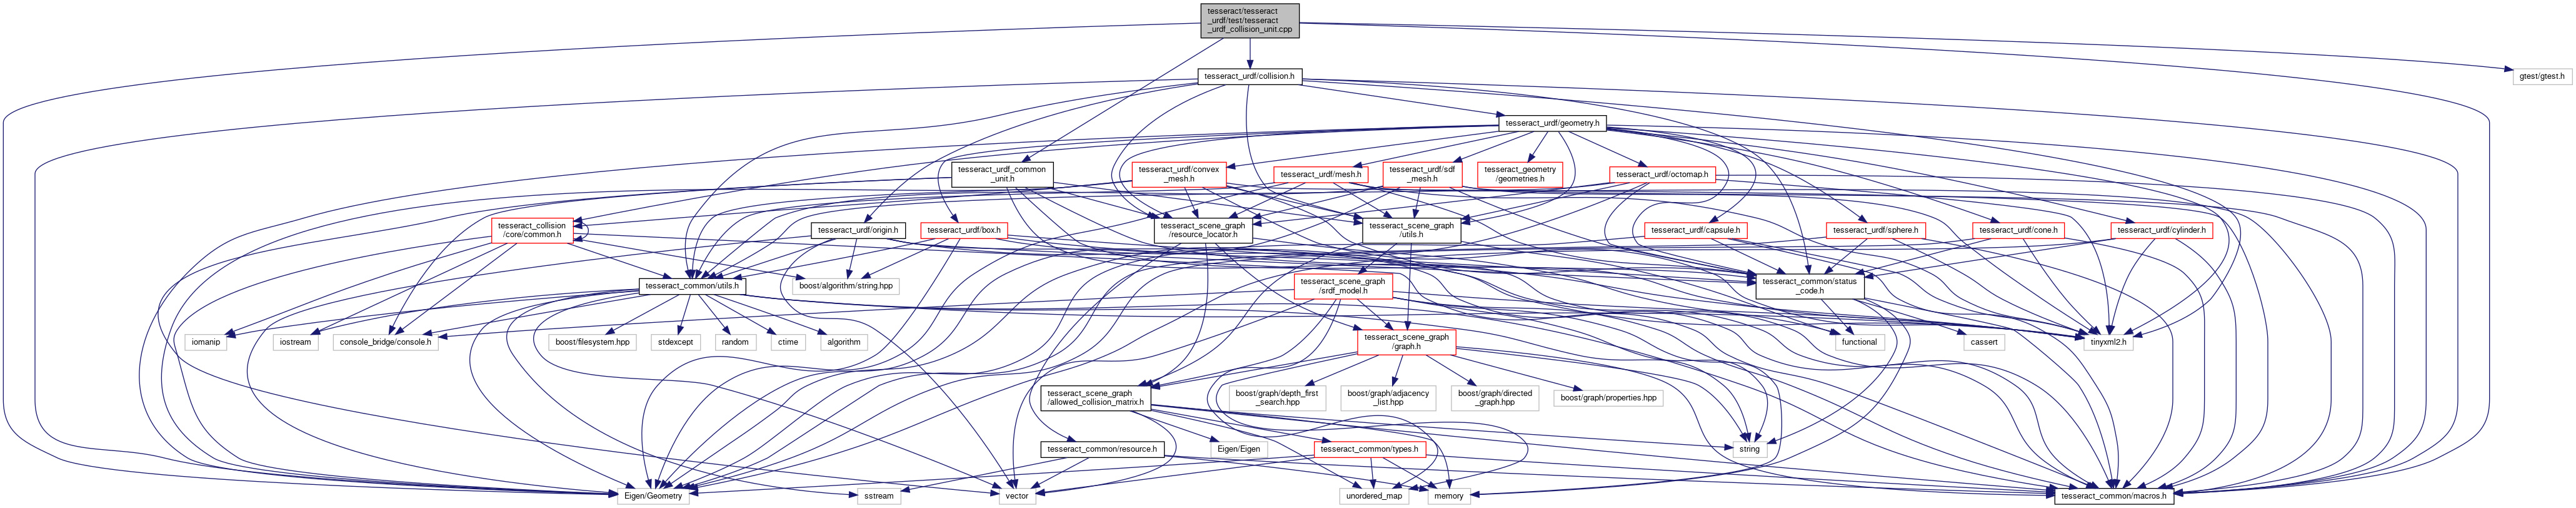 tesseract/tesseract
_urdf/test/tesseract
_urdf_collision_unit.cpp
tesseract_urdf/collision.h
gtest/gtest.h
tesseract_urdf/geometry.h
tesseract_urdf_common
_unit.h
tesseract_urdf/convex
_mesh.h
tesseract_urdf/mesh.h
tesseract_urdf/sdf
_mesh.h
tesseract_geometry
/geometries.h
tesseract_urdf/octomap.h
tesseract_collision
/core/common.h
tesseract_urdf/origin.h
tesseract_urdf/box.h
tesseract_scene_graph
/resource_locator.h
tesseract_scene_graph
/utils.h
tesseract_urdf/capsule.h
tesseract_urdf/sphere.h
tesseract_urdf/cone.h
tesseract_urdf/cylinder.h
tesseract_common/utils.h
boost/algorithm/string.hpp
tesseract_scene_graph
/srdf_model.h
tesseract_common/status
_code.h
iomanip
iostream
console_bridge/console.h
boost/filesystem.hpp
stdexcept
random
ctime
algorithm
tesseract_scene_graph
/graph.h
functional
cassert
tinyxml2.h
tesseract_scene_graph
/allowed_collision_matrix.h
boost/graph/depth_first
_search.hpp
boost/graph/adjacency
_list.hpp
boost/graph/directed
_graph.hpp
boost/graph/properties.hpp
tesseract_common/resource.h
Eigen/Eigen
tesseract_common/types.h
string
Eigen/Geometry
sstream
vector
unordered_map
memory
tesseract_common/macros.h